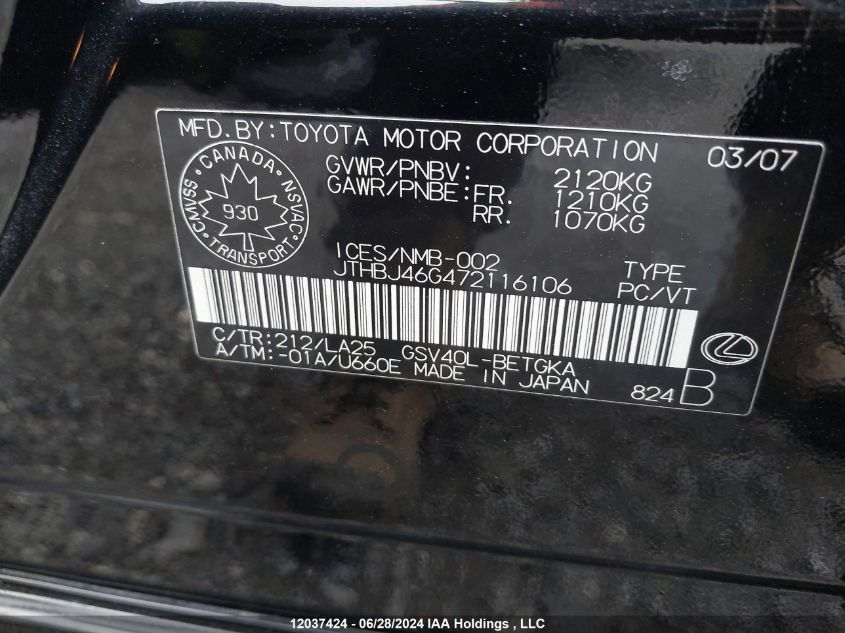 MFD.BY:TOYOTA MOTOR CORPORATION 03/07
GVWR/PNBV: 2120KG
GAWR/PNBE:FR. 1210KG
RR. 1070KG
CANADA
CMVSS NSVAC
930
TRANSPORT
ICES/NMB-002
JTHBJ46G472116106
TYPE
PC/VT
C/TR:212/LA25 GSV40L-BETGKA
A/TM:-01A/U660E MADE IN JAPAN
824 B
12037424 - 06/28/2024 IAA Holdings , LLC